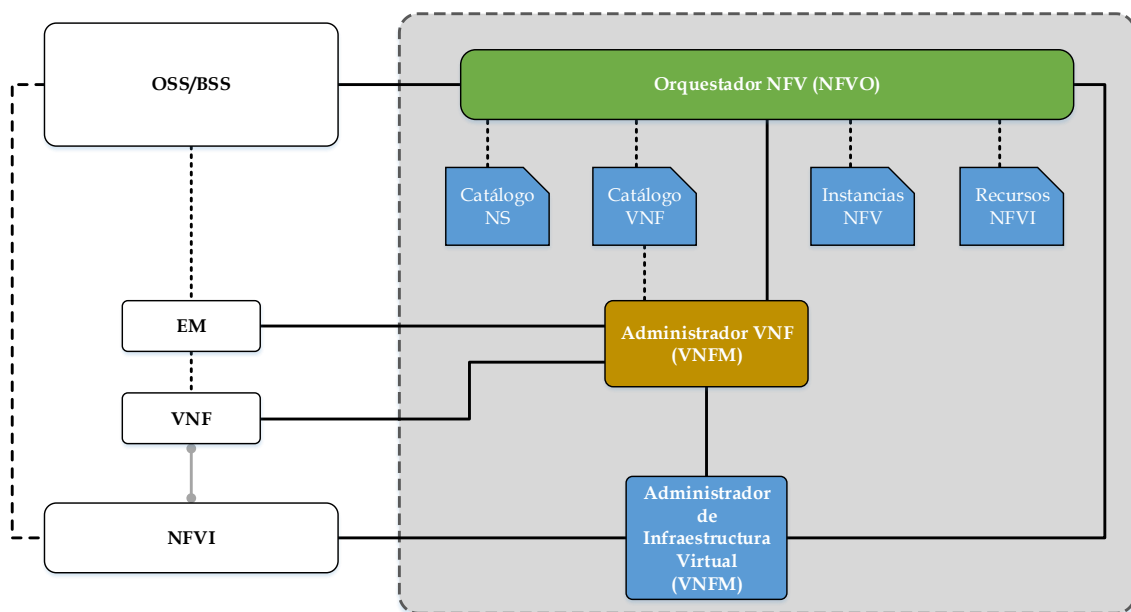 OSS/BSS
Orquestador NFV (NFVO)
Catálogo
NS
Catálogo
VNF
Instancias
NFV
Recursos
NFVI
EM
Administrador VNF
(VNFM)
VNF
Administrador
de
Infraestructura
Virtual
(VNFM)
NFVI